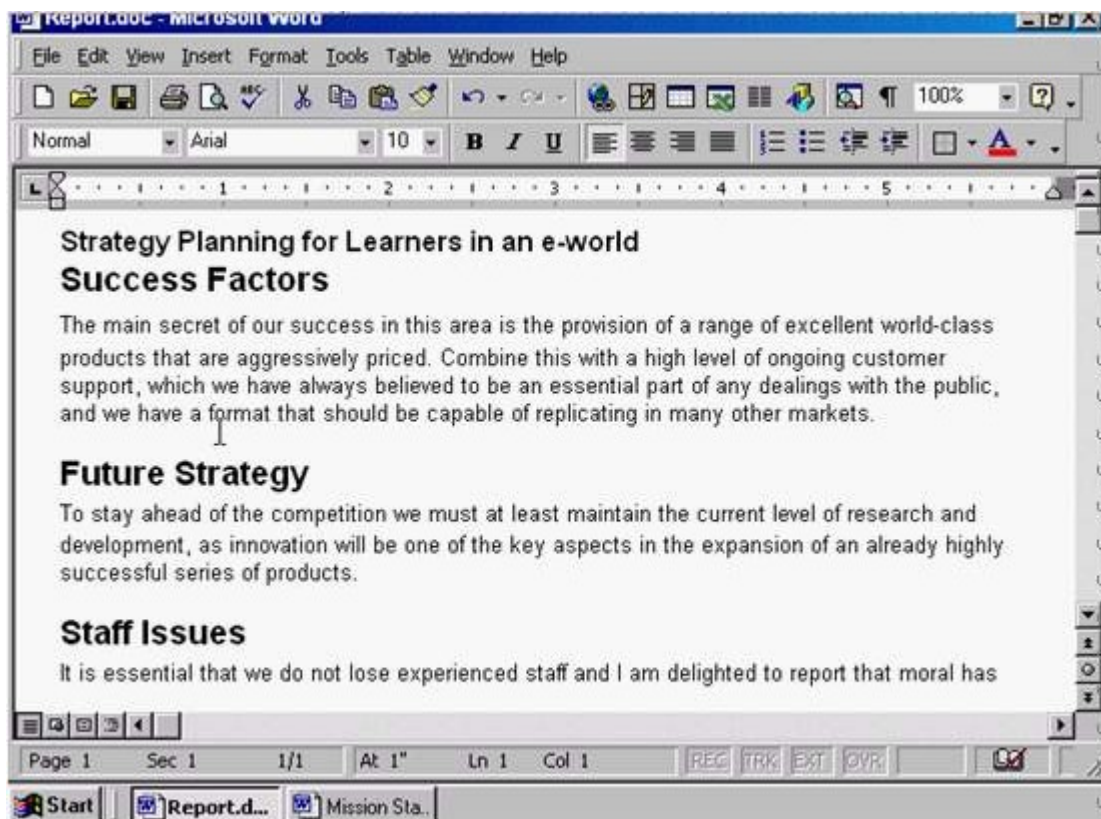 Report.doc - Microsoft Word
File Edit View Insert Format Tools Table Window Help
ABC 100%
Normal Arial 10 B I U A
1 2 3 4 5
Strategy Planning for Learners in an e-world
Success Factors
The main secret of our success in this area is the provision of a range of excellent world-class
products that are aggressively priced. Combine this with a high level of ongoing customer
support, which we have always believed to be an essential part of any dealings with the public,
and we have a format that should be capable of replicating in many other markets.
Future Strategy
To stay ahead of the competition we must at least maintain the current level of research and
development, as innovation will be one of the key aspects in the expansion of an already highly
successful series of products.
Staff Issues
It is essential that we do not lose experienced staff and I am delighted to report that moral has
Page 1 Sec 1 1/1 At 1" Ln 1 Col 1 REC TRK EXT OVR
Start Report.d... Mission Sta..